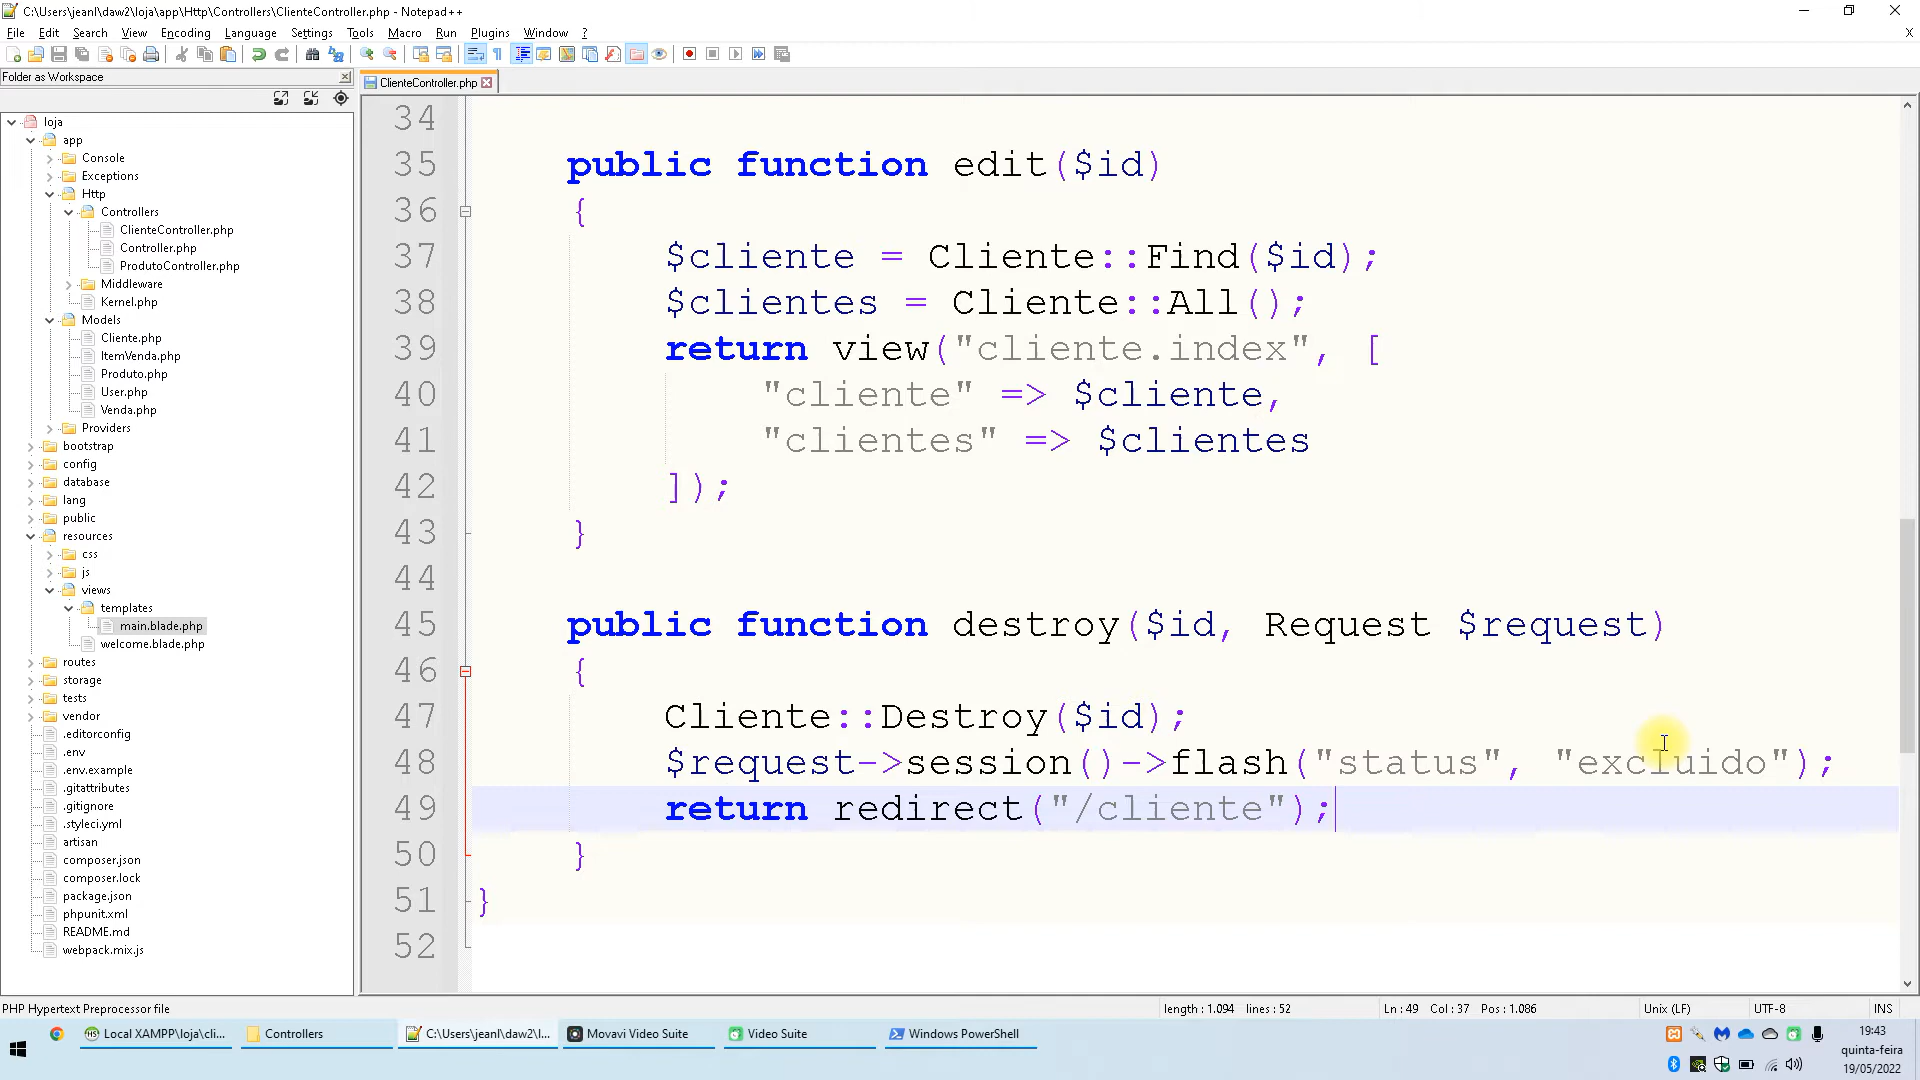 C:\Users\jeanl\daw2\loja\app\Http\Controllers\ClienteController.php - Notepad++
File Edit Search View Encoding Language Settings Tools Macro Run Plugins Window ? X
Folder as Workspace
ClienteController.php
loja
app
Console
Exceptions
Http
Controllers
ClienteController.php
Controller.php
ProdutoController.php
Middleware
Kernel.php
Models
Cliente.php
ItemVenda.php
Produto.php
User.php
Venda.php
Providers
bootstrap
config
database
lang
public
resources
css
js
views
templates
main.blade.php
welcome.blade.php
routes
storage
tests
vendor
.editorconfig
.env
.env.example
.gitattributes
.gitignore
.styleci.yml
artisan
composer.json
composer.lock
package.json
phpunit.xml
README.md
webpack.mix.js
34
35 public function edit($id)
36 {
37 $cliente = Cliente::Find($id);
38 $clientes = Cliente::All();
39 return view("cliente.index", [
40 "cliente" => $cliente,
41 "clientes" => $clientes
42 ]);
43 }
44
45 public function destroy($id, Request $request)
46 {
47 Cliente::Destroy($id);
48 $request->session()->flash("status", "excluido");
49 return redirect("/cliente");
50 }
51 }
52
PHP Hypertext Preprocessor file length : 1.094 lines : 52 Ln : 49 Col : 37 Pos : 1.086 Unix (LF) UTF-8 INS
Local XAMPP\loja\cli... Controllers C:\Users\jeanl\daw2\l... Movavi Video Suite Video Suite Windows PowerShell
19:43
quinta-feira
19/05/2022